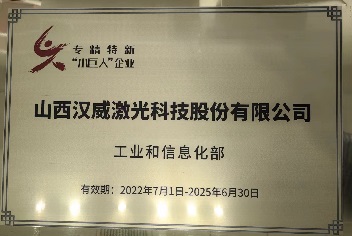 专精特新
“小巨人”企业
山西汉威激光科技股份有限公司
工业和信息化部
有效期：2022年7月1日-2025年6月30日